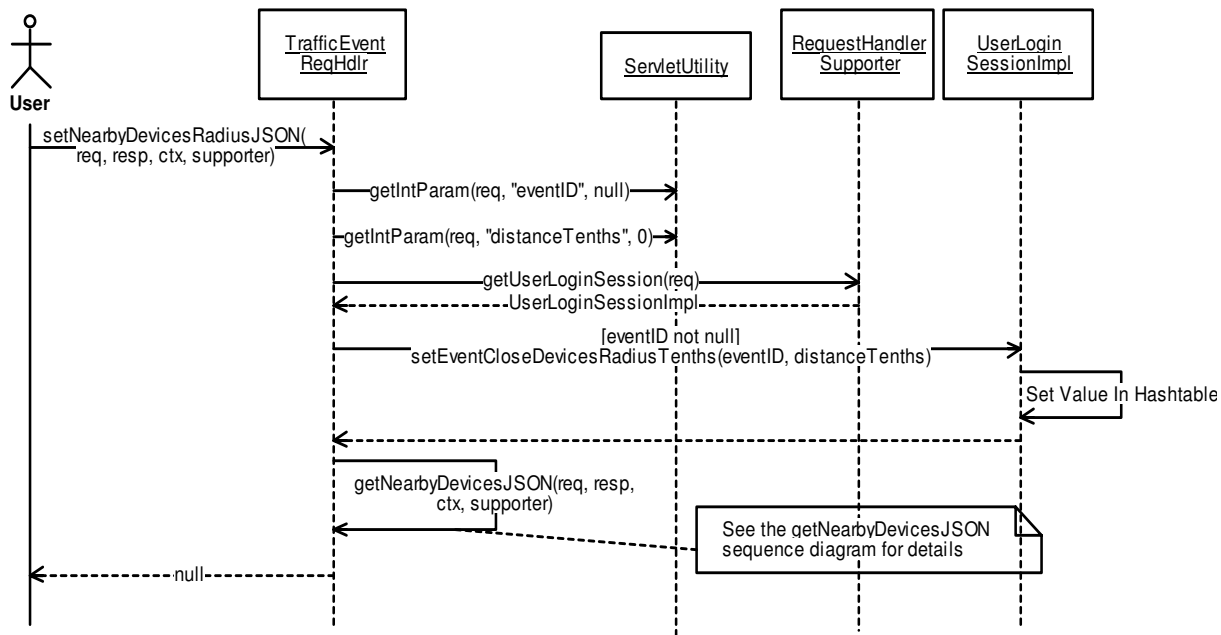 TrafficEvent
ReqHdlr
ServletUtility
RequestHandler
Supporter
UserLogin
SessionImpl
User
setNearbyDevicesRadiusJSON(
req, resp, ctx, supporter)
getIntParam(req, "eventID", null)
getIntParam(req, "distanceTenths", 0)
getUserLoginSession(req)
UserLoginSessionImpl
[eventID not null]
setEventCloseDevicesRadiusTenths(eventID, distanceTenths)
Set Value In Hashtable
getNearbyDevicesJSON(req, resp,
ctx, supporter)
See the getNearbyDevicesJSON
sequence diagram for details
null